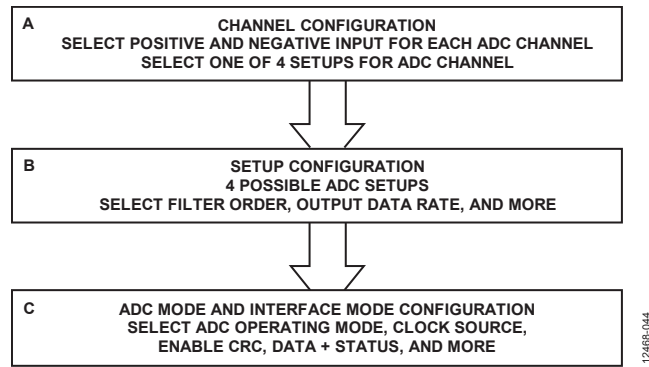 A
CHANNEL CONFIGURATION
SELECT POSITIVE AND NEGATIVE INPUT FOR EACH ADC CHANNEL
SELECT ONE OF 4 SETUPS FOR ADC CHANNEL
B
SETUP CONFIGURATION
4 POSSIBLE ADC SETUPS
SELECT FILTER ORDER, OUTPUT DATA RATE, AND MORE
C
ADC MODE AND INTERFACE MODE CONFIGURATION
SELECT ADC OPERATING MODE, CLOCK SOURCE,
ENABLE CRC, DATA + STATUS, AND MORE
12468-044